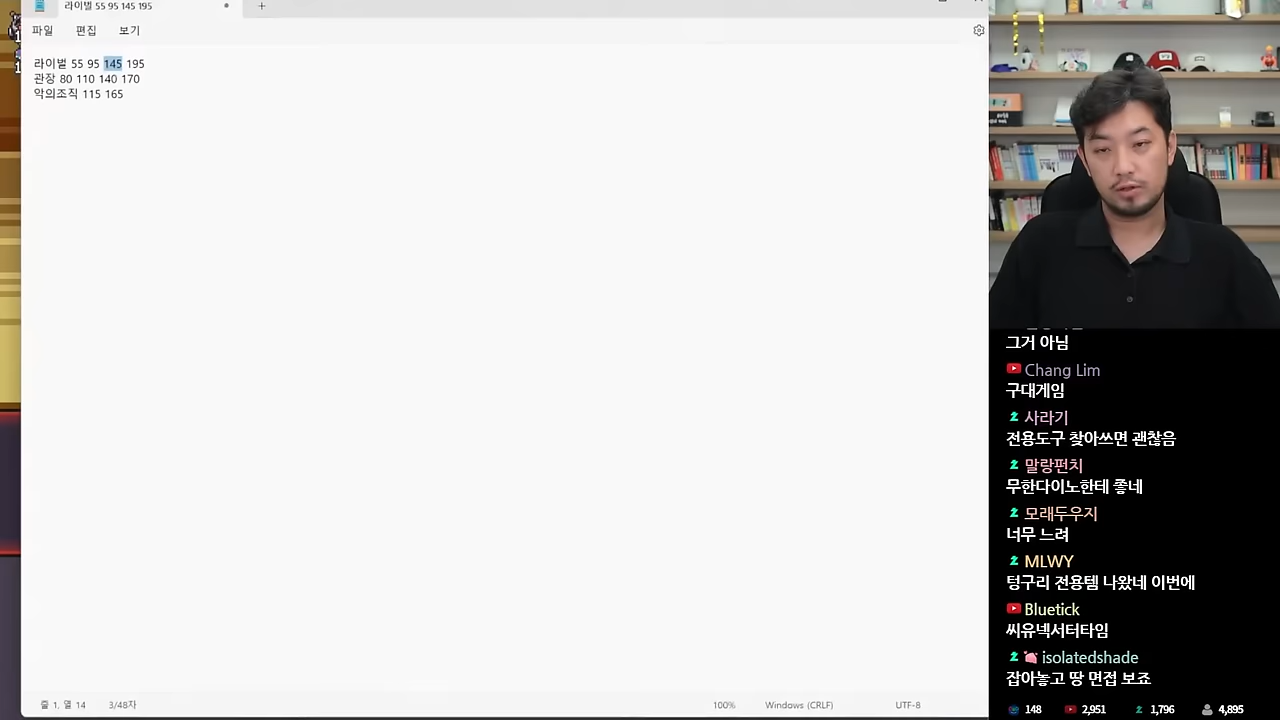 라이벌 55 95 145 195
파일 편집 보기
라이벌 55 95 145 195
관장 80 110 140 170
악의조직 115 165
줄 1, 열 14 3/48자 100% Windows (CRLF) UTF-8
그거 아님
Chang Lim
구대게임
사라기
전용도구 찾아쓰면 괜찮음
말랑펀치
무한다이노한테 좋네
모래두우지
너무 느려
MLWY
텅구리 전용템 나왔네 이번에
Bluetick
씨유넥서터타임
isolatedshade
잡아놓고 땅 면접 보죠
148 2,951 1,796 4,895